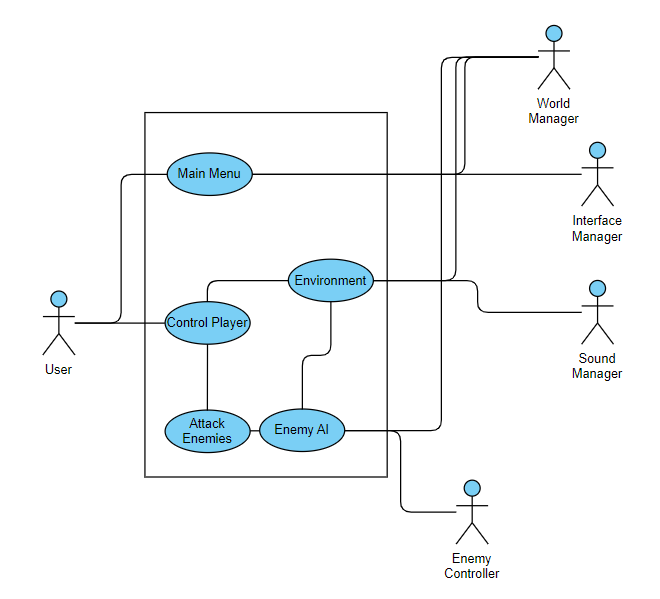 World
Manager
Main Menu
Interface
Manager
Environment
Control Player
Sound
Manager
User
Attack
Enemies
Enemy AI
Enemy
Controller